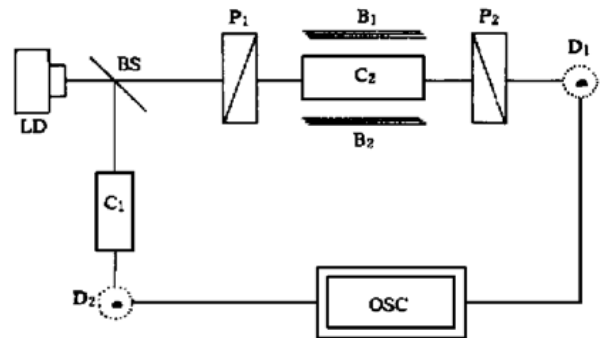 P₁
B₁
P₂
D₁
BS
C₂
LD
B₂
C₁
D₂
OSC